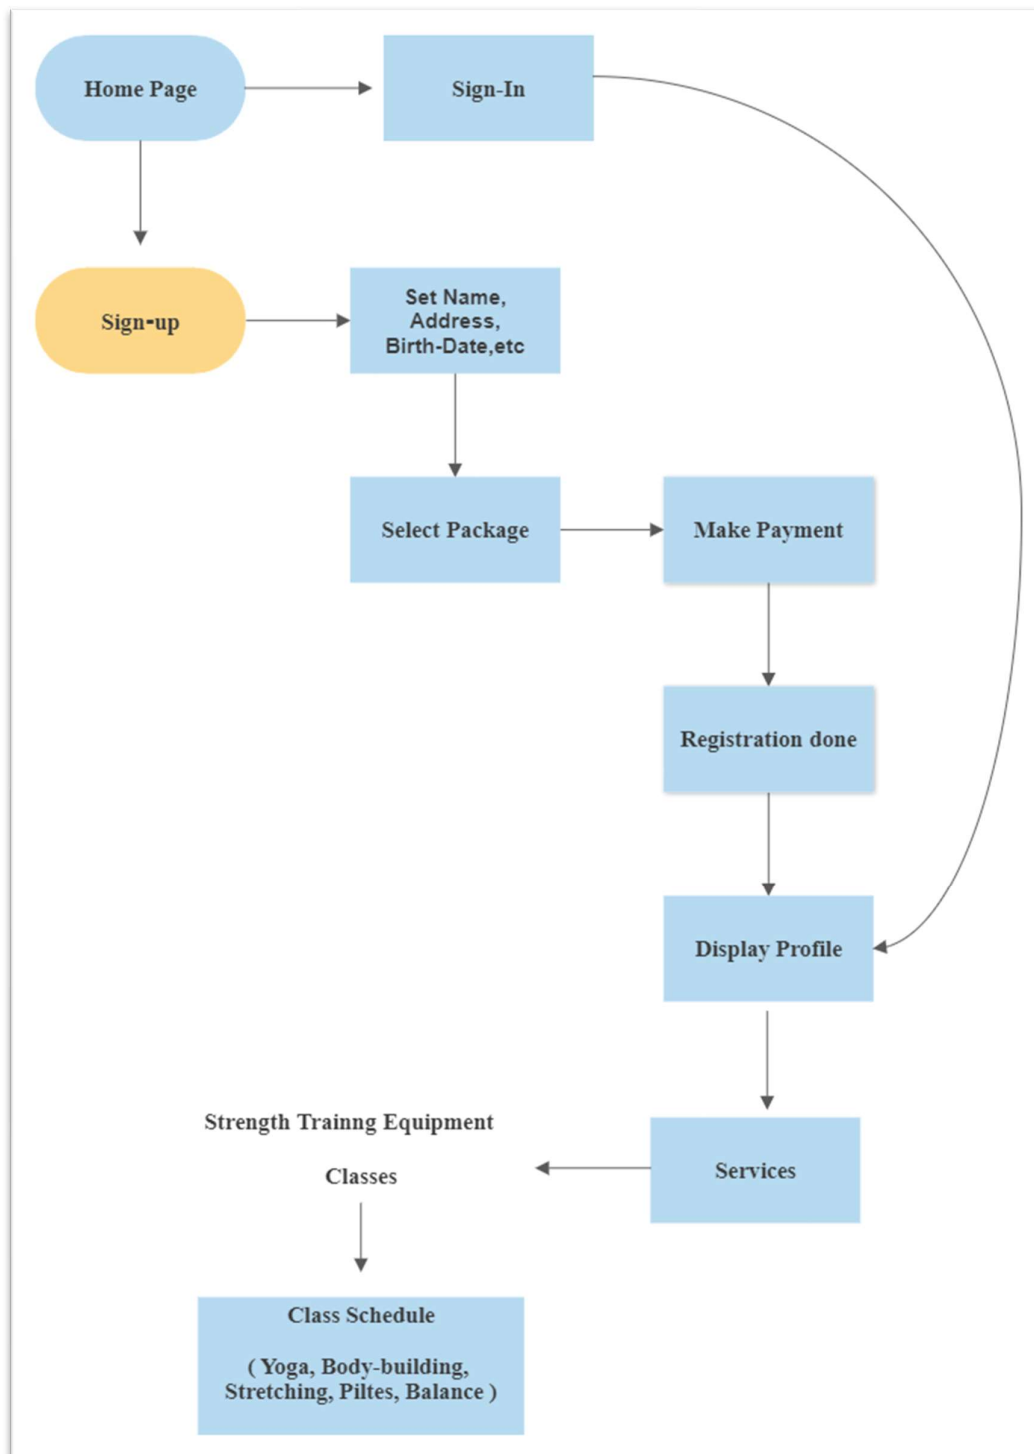 Home Page
Sign-In
Sign-up
Set Name,
Address,
Birth-Date,etc
Select Package
Make Payment
Registration done
Display Profile
Strength Trainng Equipment
Services
Classes
Class Schedule
( Yoga, Body-building,
Stretching, Piltes, Balance )